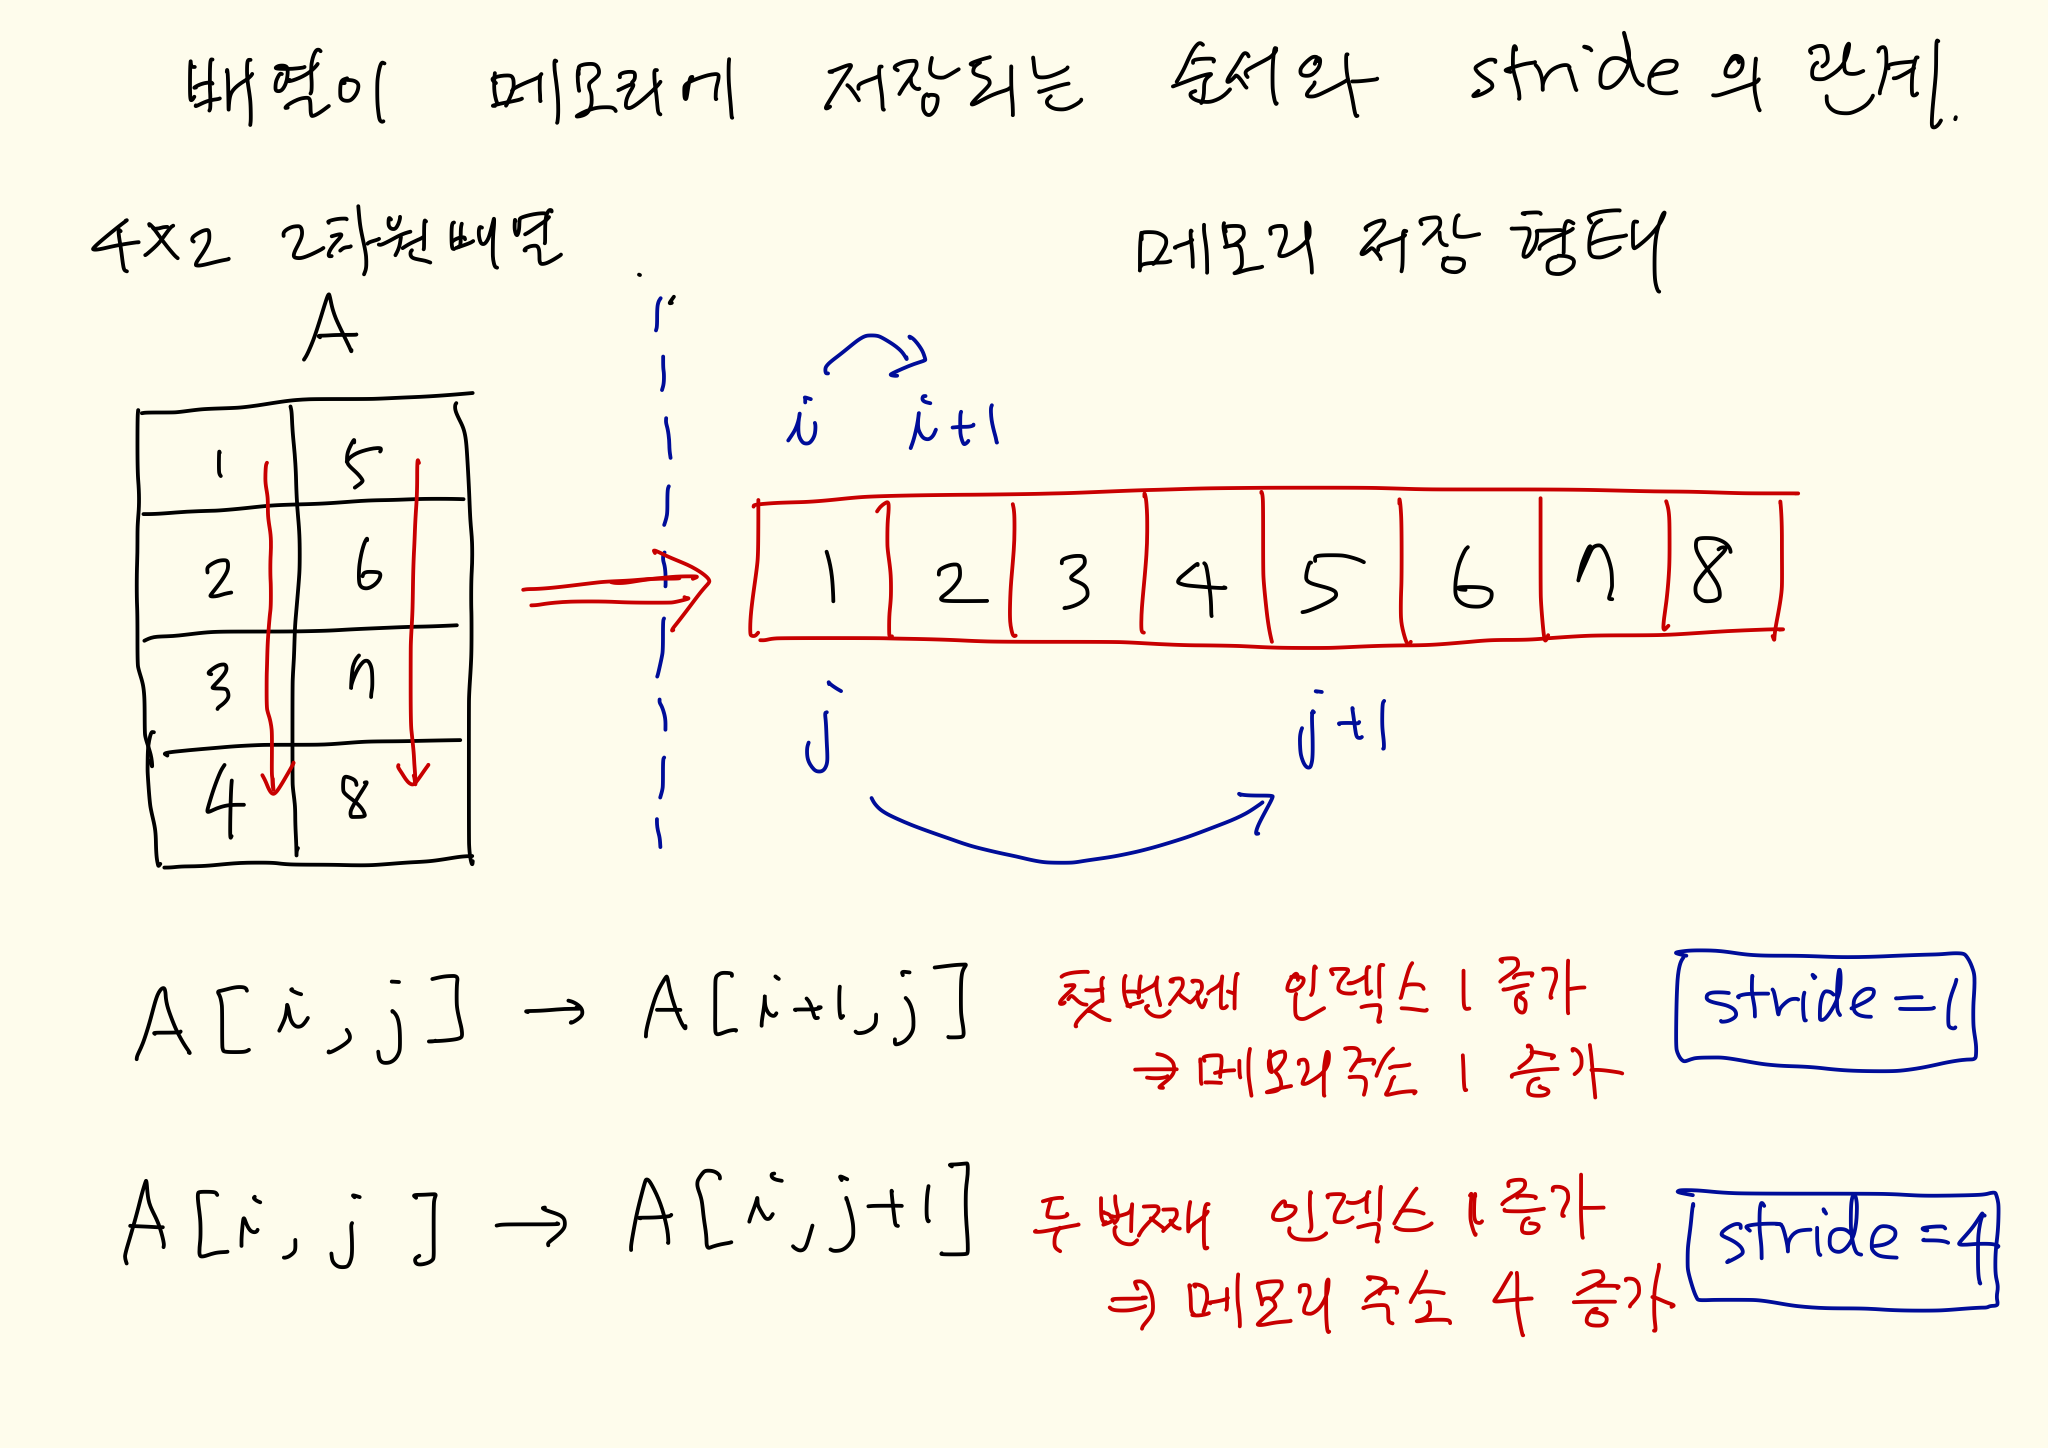 배열이 메모리에 저장되는 순서와 stride의 관계.
4×2 2차원배열
메모리 저장 형태
A
1 5
2 6
3 7
4 8
i i+1
1 2 3 4 5 6 7 8
j j+1
A[i,j] → A[i+1,j] 첫번째 인덱스 1 증가 stride=1
⇒ 메모리주소 1 증가
A[i,j] → A[i,j+1] 두번째 인덱스 1 증가 stride=4
⇒ 메모리 주소 4 증가